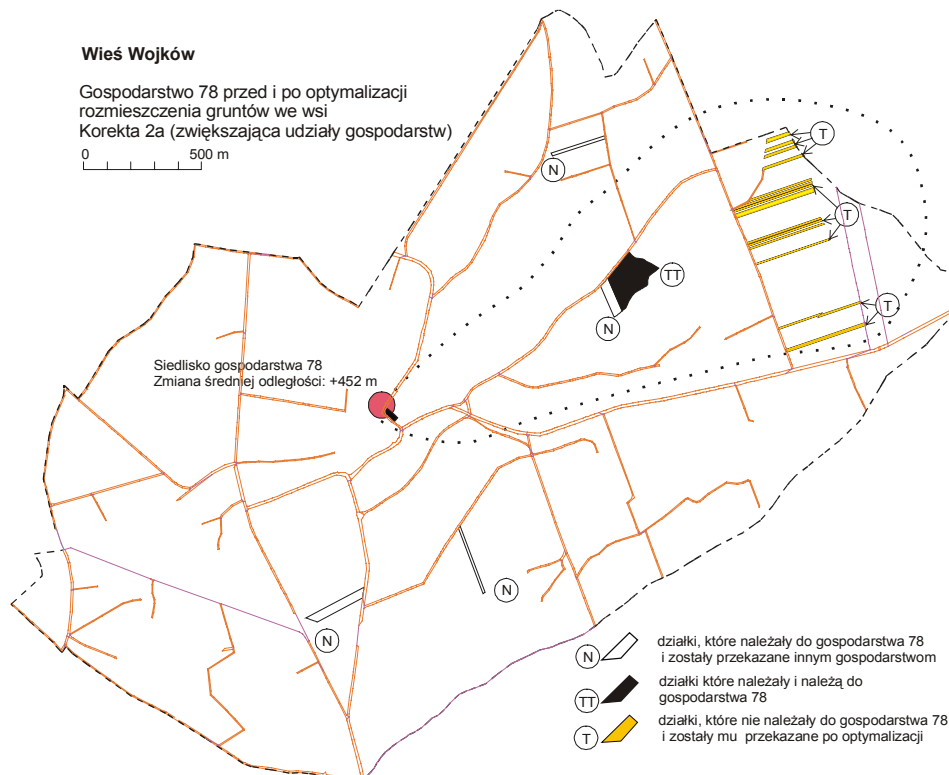 Wieś Wojków
Gospodarstwo 78 przed i po optymalizacji
rozmieszczenia gruntów we wsi
Korekta 2a (zwiększająca udziały gospodarstw)
0 500 m
T
N
T
TT
N
T
Siedlisko gospodarstwa 78
Zmiana średniej odległości: +452 m
N
N
N działki, które należały do gospodarstwa 78
i zostały przekazane innym gospodarstwom
TT działki które należały i należą do
gospodarstwa 78
T działki, które nie należały do gospodarstwa 78
i zostały mu przekazane po optymalizacji